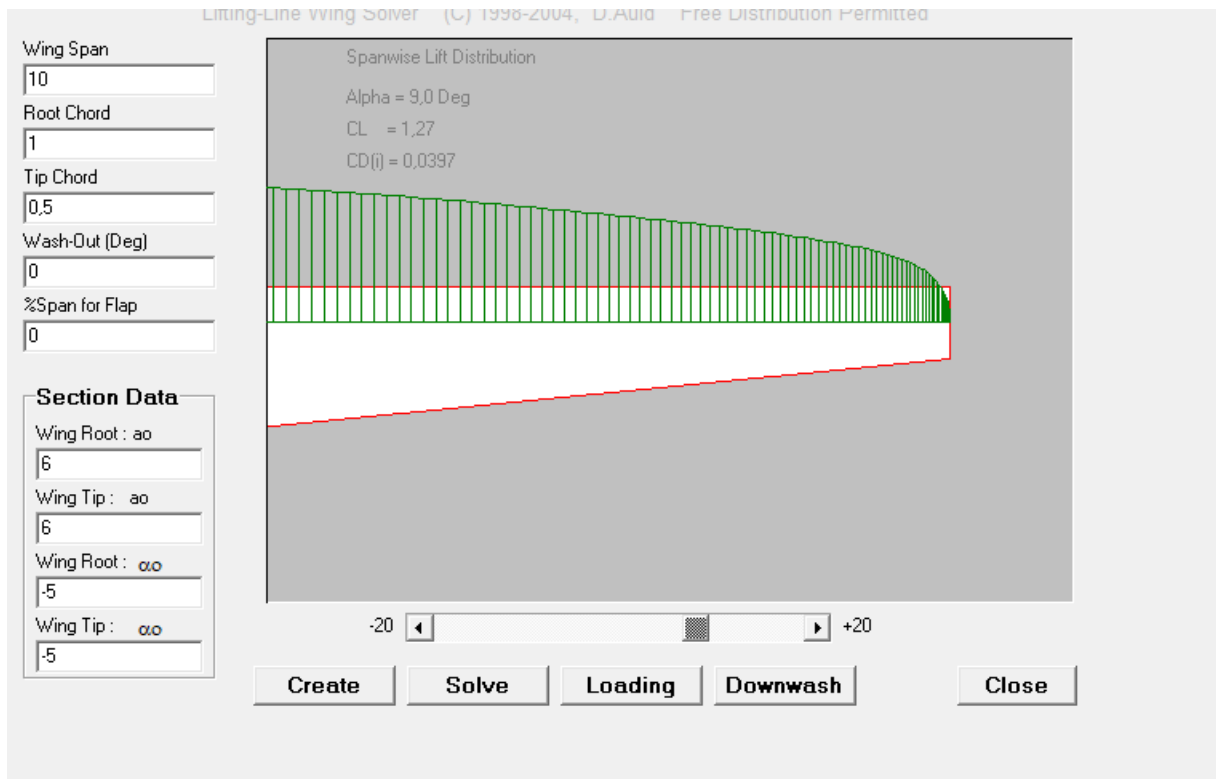 Lifting-Line Wing Solver (C) 1998-2004, D.Auld Free Distribution Permitted
Wing Span
10
Root Chord
1
Tip Chord
0,5
Wash-Out (Deg)
0
%Span for Flap
0
Section Data
Wing Root : ao
6
Wing Tip : ao
6
Wing Root : αo
-5
Wing Tip : αo
-5
Spanwise Lift Distribution
Alpha = 9,0 Deg
CL = 1,27
CD(i) = 0,0397
-20 +20
Create Solve Loading Downwash Close